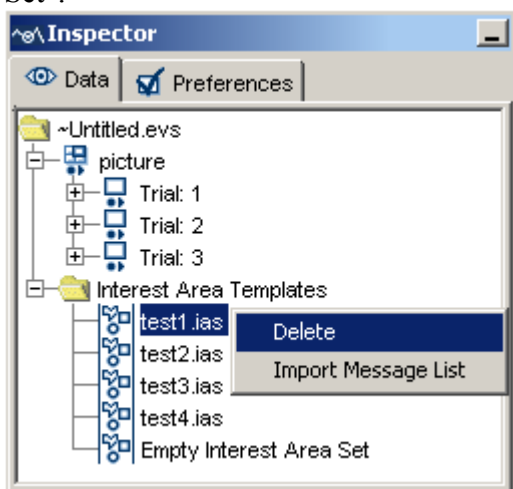 Set".
Inspector
Data Preferences
~Untitled.evs
picture
Trial: 1
Trial: 2
Trial: 3
Interest Area Templates
test1.ias
Delete
test2.ias
Import Message List
test3.ias
test4.ias
Empty Interest Area Set